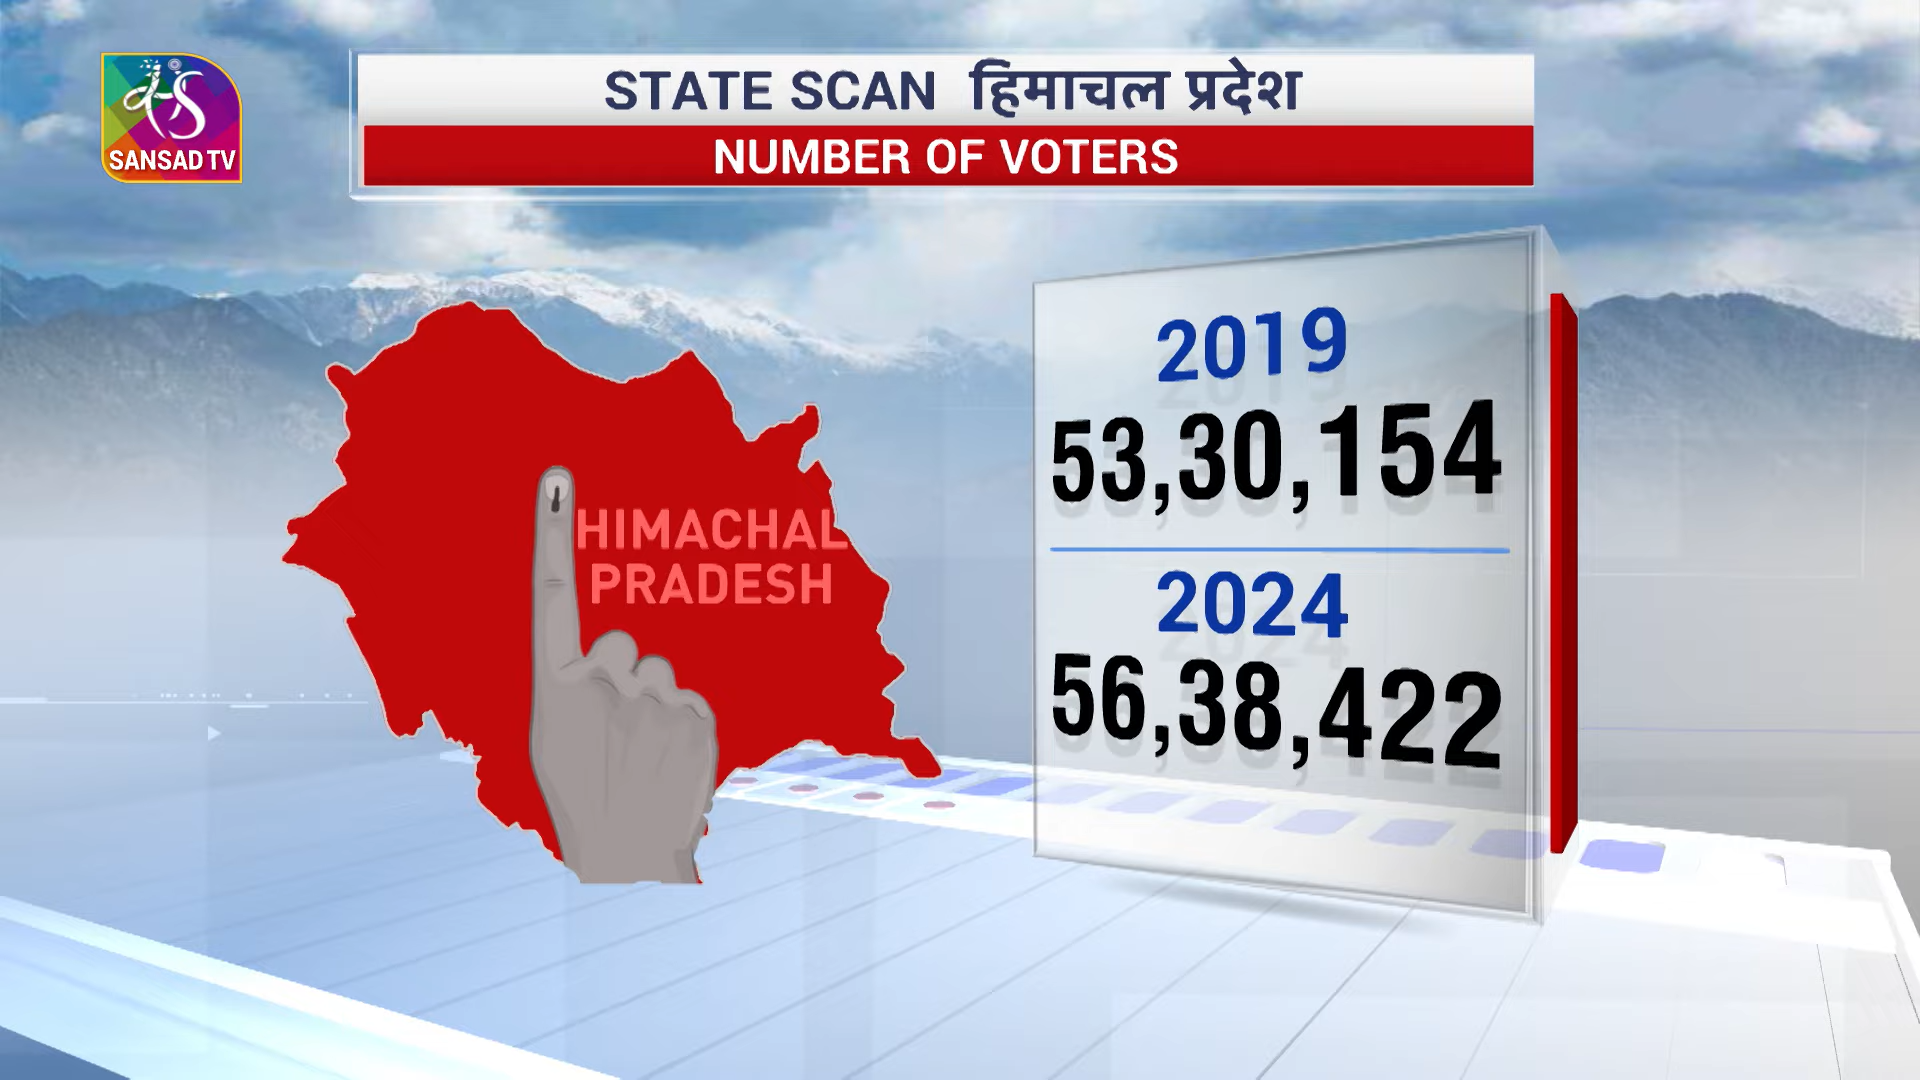 SANSAD TV
STATE SCAN हिमाचल प्रदेश
NUMBER OF VOTERS
HIMACHAL
PRADESH
2019
53,30,154
2024
56,38,422